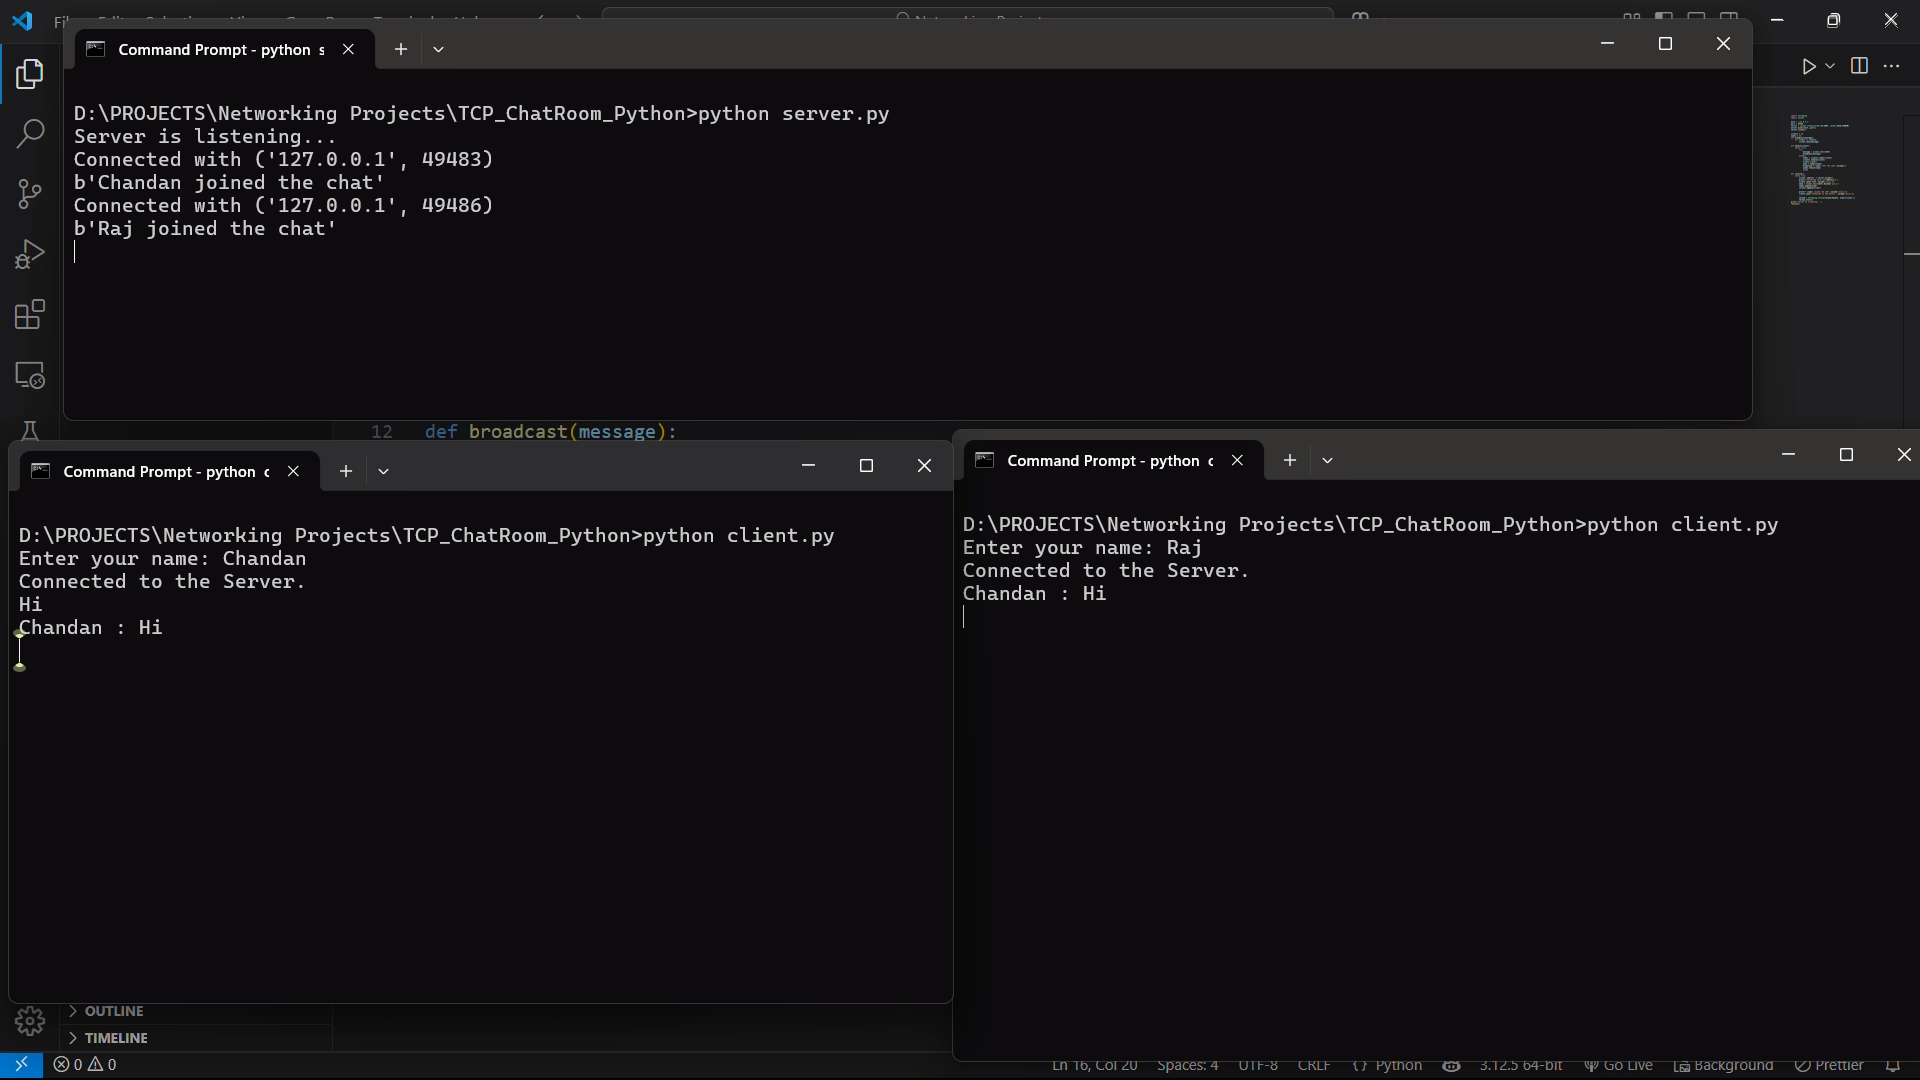 Command Prompt - python s
D:\PROJECTS\Networking Projects\TCP_ChatRoom_Python>python server.py
Server is listening...
Connected with ('127.0.0.1', 49483)
b'Chandan joined the chat'
Connected with ('127.0.0.1', 49486)
b'Raj joined the chat'
12 def broadcast(message):
Command Prompt - python c
D:\PROJECTS\Networking Projects\TCP_ChatRoom_Python>python client.py
Enter your name: Chandan
Connected to the Server.
Hi
Chandan : Hi
Command Prompt - python c
D:\PROJECTS\Networking Projects\TCP_ChatRoom_Python>python client.py
Enter your name: Raj
Connected to the Server.
Chandan : Hi
OUTLINE
TIMELINE
0 0
Ln 16, Col 20 Spaces: 4 UTF-8 CRLF {} Python 3.12.5 64-bit Go Live Background Prettier